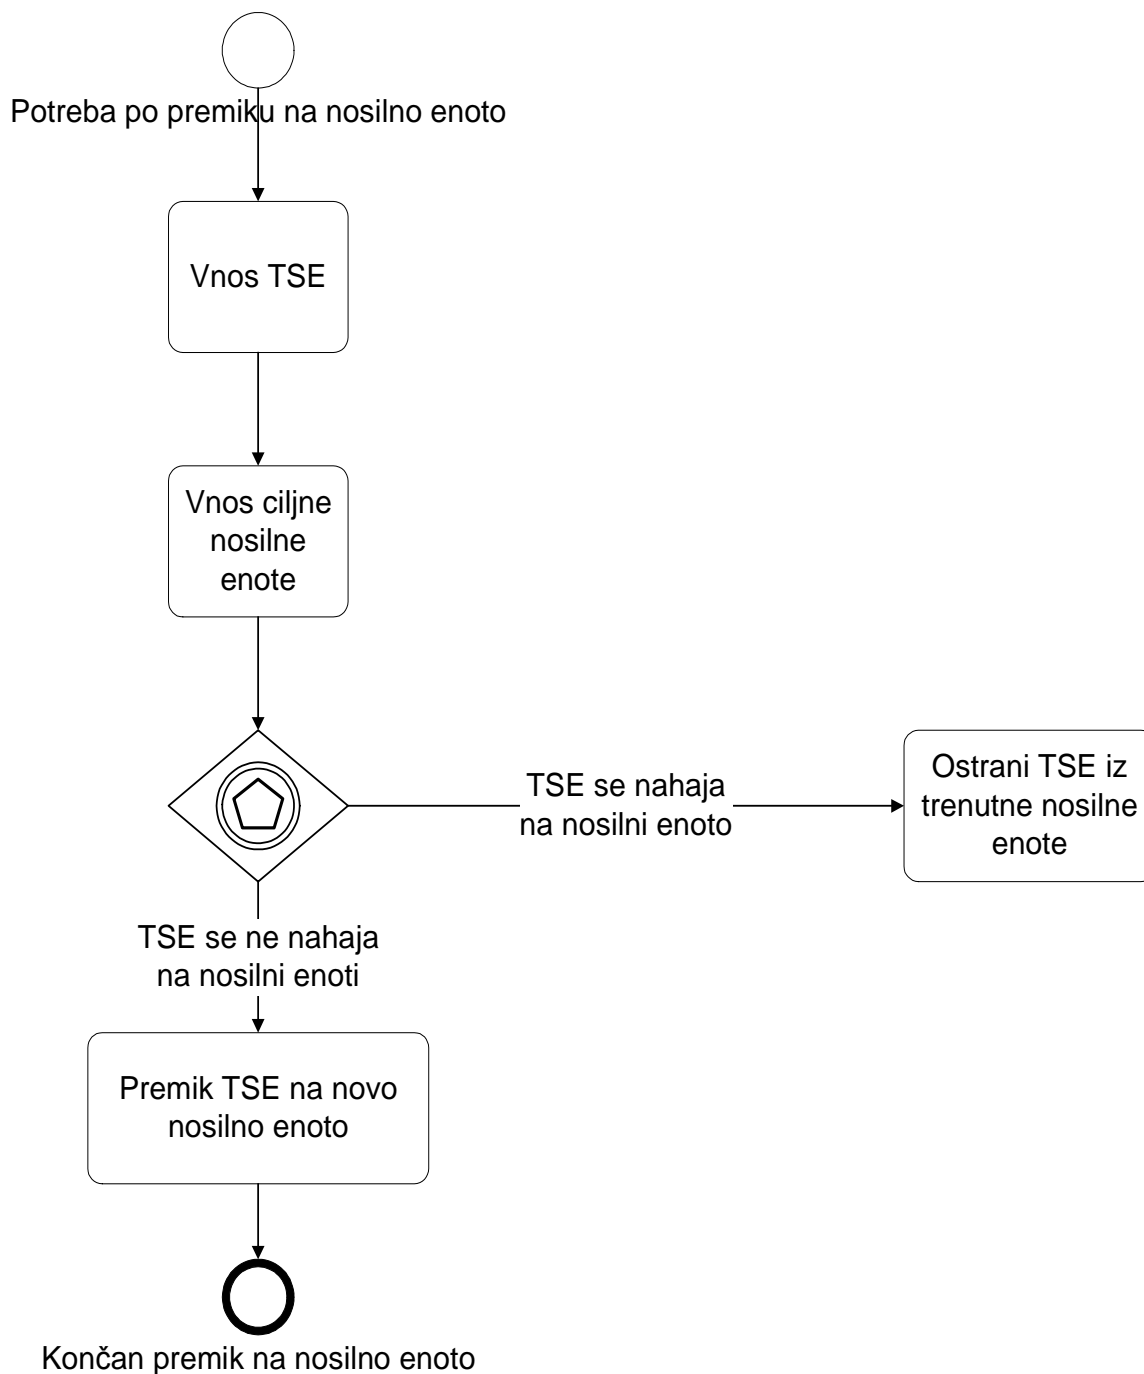 Potreba po premiku na nosilno enoto
Vnos TSE
Vnos ciljne
nosilne
enote
TSE se nahaja
na nosilni enoto
Ostrani TSE iz
trenutne nosilne
enote
TSE se ne nahaja
na nosilni enoti
Premik TSE na novo
nosilno enoto
Končan premik na nosilno enoto